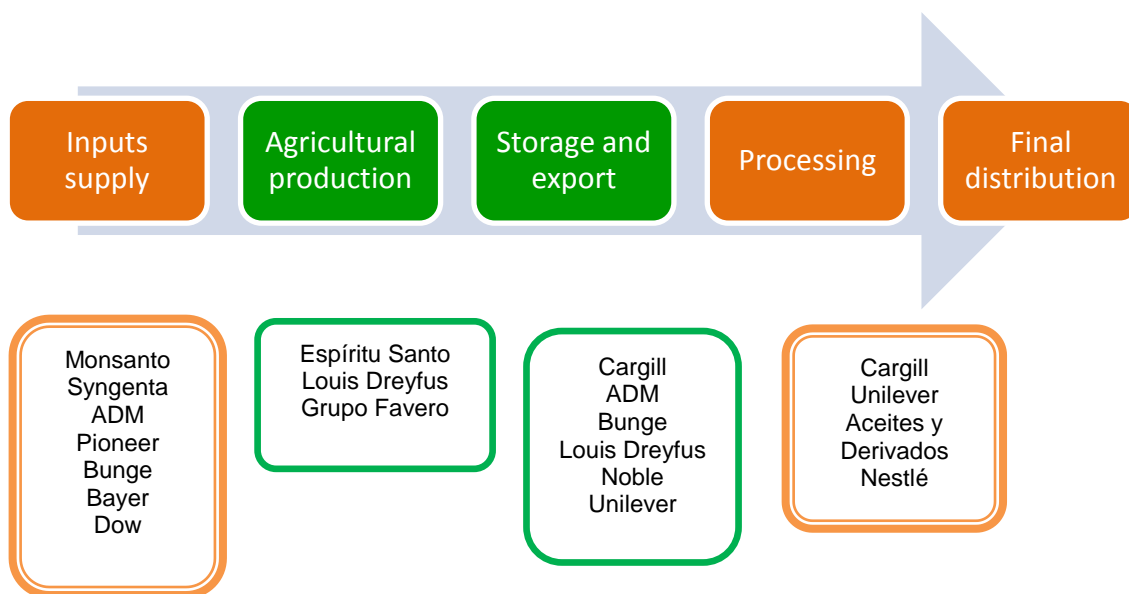 Inputs
supply
Agricultural
production
Storage and
export
Processing
Final
distribution
Monsanto
Syngenta
ADM
Pioneer
Bunge
Bayer
Dow
Espíritu Santo
Louis Dreyfus
Grupo Favero
Cargill
ADM
Bunge
Louis Dreyfus
Noble
Unilever
Cargill
Unilever
Aceites y
Derivados
Nestlé